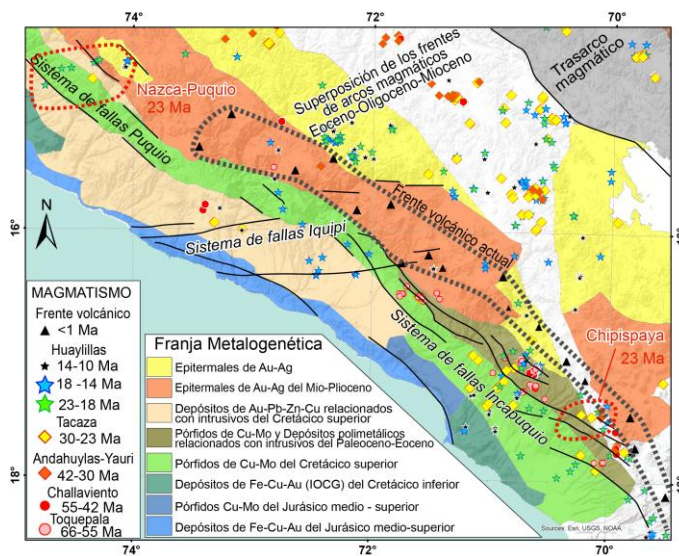 74°
72°
70°
Nazca-Puquio
23 Ma
Sistema de fallas Puquio
Superposición de los frentes
de arcos magmáticos
Eoceno-Oligoceno-Mioceno
Trasarco
magmático
Frente volcánico actual
16°
16°
N
Sistema de fallas Iquipi
Sistema de fallas Incapuquio
Chipispaya
23 Ma
MAGMATISMO
Frente volcánico
<1 Ma
Huaylillas
14-10 Ma
18 -14 Ma
23-18 Ma
Tacaza
30-23 Ma
Andahuylas-Yauri
42-30 Ma
Challaviento
55-42 Ma
Toquepala
66-55 Ma
Franja Metalogenética
Epitermales de Au-Ag
Epitermales de Au-Ag del Mio-Plioceno
Depósitos de Au-Pb-Zn-Cu relacionados
con intrusivos del Cretácico superior
Pórfidos de Cu-Mo y Depósitos polimetálicos
relacionados con intrusivos del Paleoceno-Eoceno
Pórfidos de Cu-Mo del Cretácico superior
Depósitos de Fe-Cu-Au (IOCG) del Cretácico inferior
Pórfidos Cu-Mo del Jurásico medio - superior
Depósitos de Fe-Cu-Au del Jurásico medio-superior
18°
18°
Sources: Esri, USGS, NOAA
74°
72°
70°